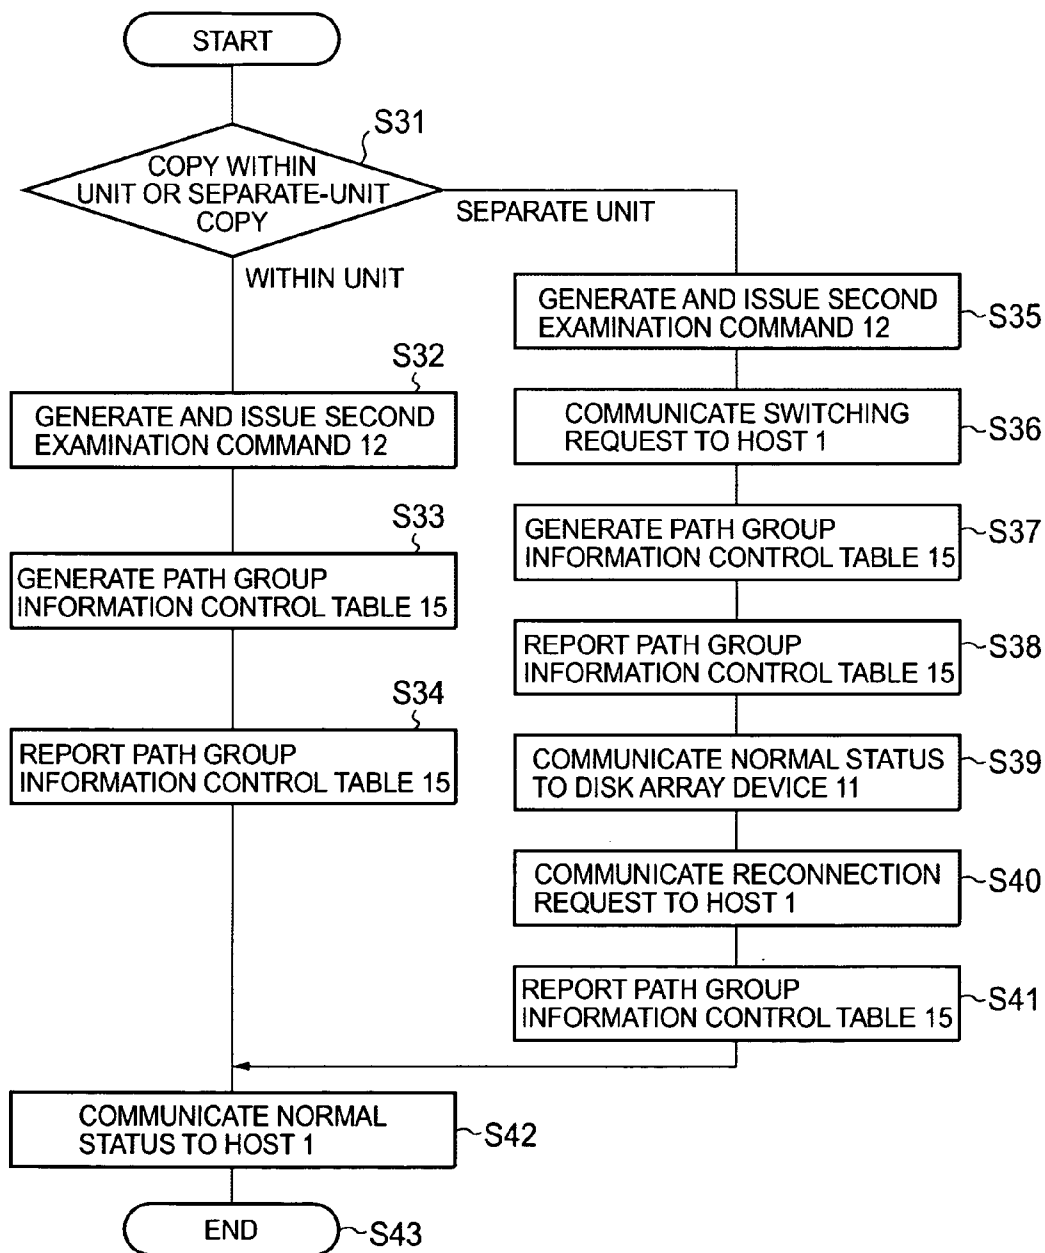 START
S31
COPY WITHIN
UNIT OR SEPARATE-UNIT
COPY
SEPARATE UNIT
WITHIN UNIT
S32
GENERATE AND ISSUE SECOND
EXAMINATION COMMAND 12
S33
GENERATE PATH GROUP
INFORMATION CONTROL TABLE 15
S34
REPORT PATH GROUP
INFORMATION CONTROL TABLE 15
GENERATE AND ISSUE SECOND
EXAMINATION COMMAND 12
S35
COMMUNICATE SWITCHING
REQUEST TO HOST 1
S36
GENERATE PATH GROUP
INFORMATION CONTROL TABLE 15
S37
REPORT PATH GROUP
INFORMATION CONTROL TABLE 15
S38
COMMUNICATE NORMAL STATUS
TO DISK ARRAY DEVICE 11
S39
COMMUNICATE RECONNECTION
REQUEST TO HOST 1
S40
REPORT PATH GROUP
INFORMATION CONTROL TABLE 15
S41
COMMUNICATE NORMAL
STATUS TO HOST 1
S42
END
S43